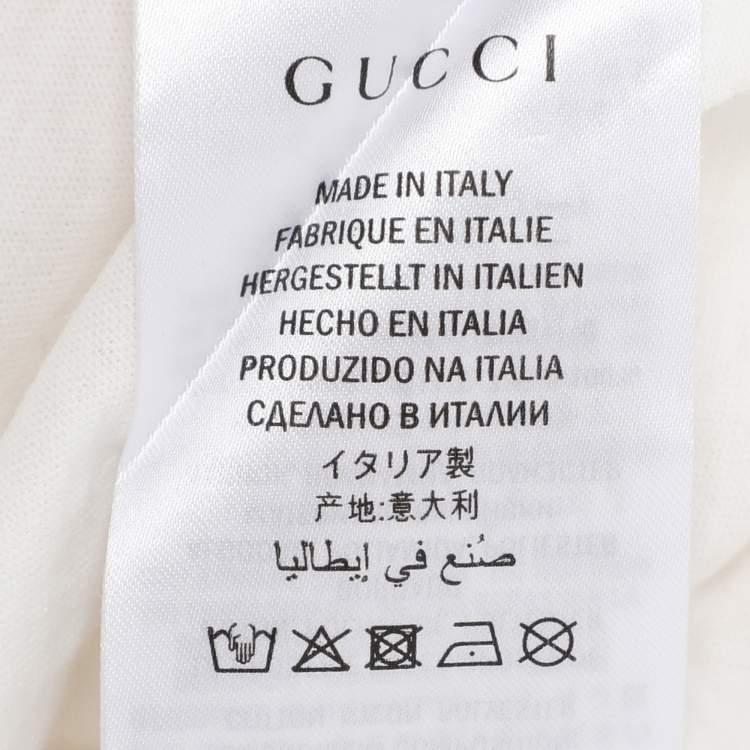 GUCCI
MADE IN ITALY
FABRIQUE EN ITALIE
HERGESTELLT IN ITALIEN
HECHO EN ITALIA
PRODUZIDO NA ITALIA
СДЕЛАНО В ИТАЛИИ
イタリア製
产地:意大利
صُنع في إيطاليا